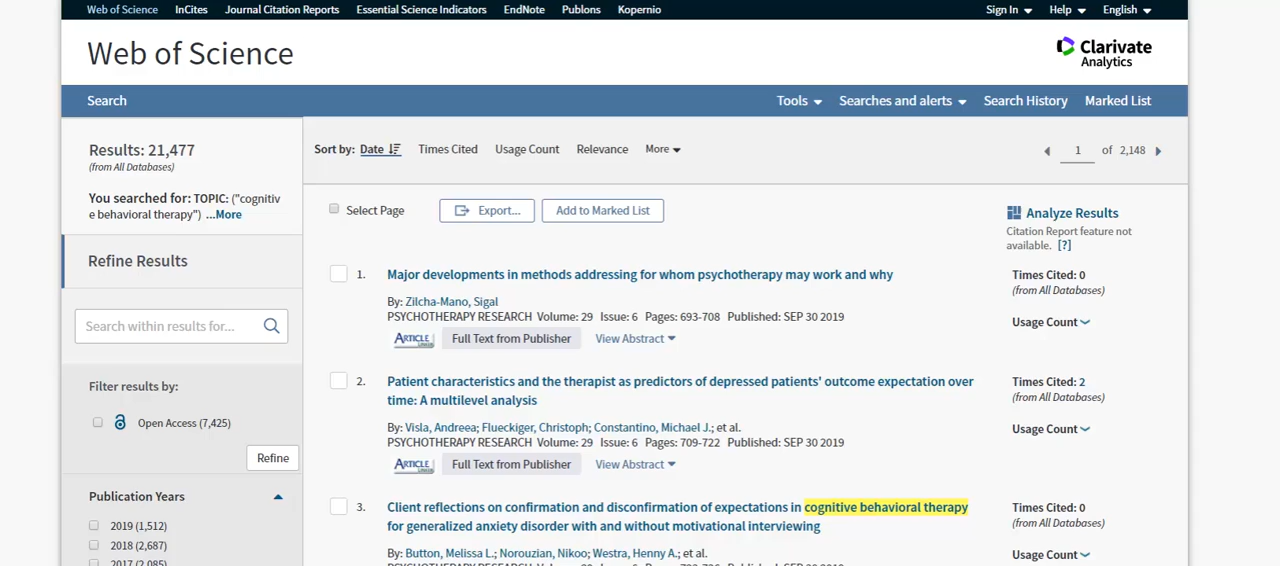 Web of Science InCites Journal Citation Reports Essential Science Indicators EndNote Publons Kopernio Sign In Help English
Web of Science
Clarivate
Analytics
Search Tools Searches and alerts Search History Marked List
Results: 21,477
(from All Databases)
You searched for: TOPIC: ("cognitiv
e behavioral therapy") ...More
Refine Results
Search within results for...
Filter results by:
Open Access (7,425)
Refine
Publication Years
2019 (1,512)
2018 (2,687)
2017 (2,085)
Sort by: Date Times Cited Usage Count Relevance More
1 of 2,148
Select Page Export... Add to Marked List
Analyze Results
Citation Report feature not
available. [?]
1. Major developments in methods addressing for whom psychotherapy may work and why
By: Zilcha-Mano, Sigal
PSYCHOTHERAPY RESEARCH Volume: 29 Issue: 6 Pages: 693-708 Published: SEP 30 2019
ARTICLE Full Text from Publisher View Abstract
Times Cited: 0
(from All Databases)
Usage Count
2. Patient characteristics and the therapist as predictors of depressed patients' outcome expectation over
time: A multilevel analysis
By: Visla, Andreea; Flueckiger, Christoph; Constantino, Michael J.; et al.
PSYCHOTHERAPY RESEARCH Volume: 29 Issue: 6 Pages: 709-722 Published: SEP 30 2019
ARTICLE Full Text from Publisher View Abstract
Times Cited: 2
(from All Databases)
Usage Count
3. Client reflections on confirmation and disconfirmation of expectations in cognitive behavioral therapy
for generalized anxiety disorder with and without motivational interviewing
By: Button, Melissa L.; Norouzian, Nikoo; Westra, Henny A.; et al.
Times Cited: 0
(from All Databases)
Usage Count